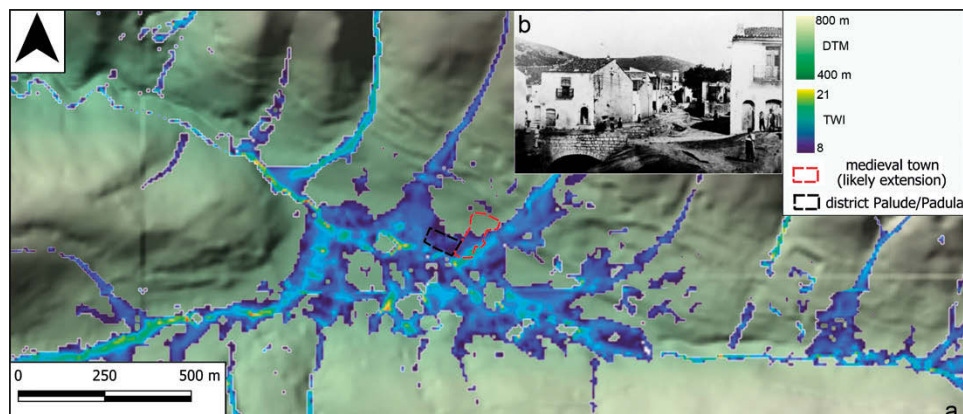 b
800 m
DTM
400 m
21
TWI
8
medieval town
(likely extension)
district Palude/Padula
0 250 500 m
a